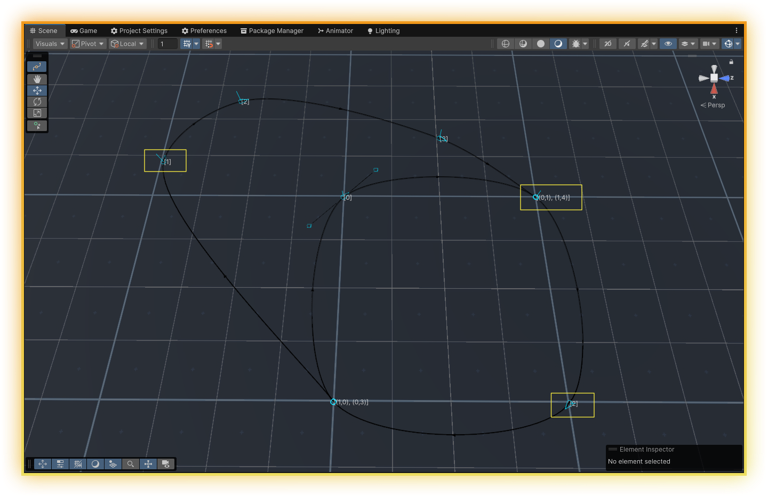 Scene Game Project Settings Preferences Package Manager Animator Lighting
Visuals Pivot Local 1
z
x
< Persp
[2]
[3]
[1]
[0]
[(0,1); (1,4)]
[(1,0); (0,3)]
[2]
Element Inspector
No element selected